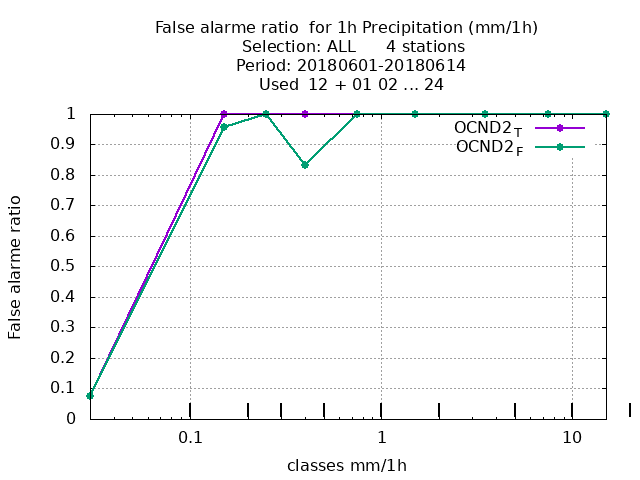 False alarme ratio  for 1h Precipitation (mm/1h)
Selection: ALL      4 stations
Period: 20180601-20180614
Used  12 + 01 02 ... 24
OCND2_T
OCND2_F
False alarme ratio
1
0.9
0.8
0.7
0.6
0.5
0.4
0.3
0.2
0.1
0
0.1 1 10
classes mm/1h